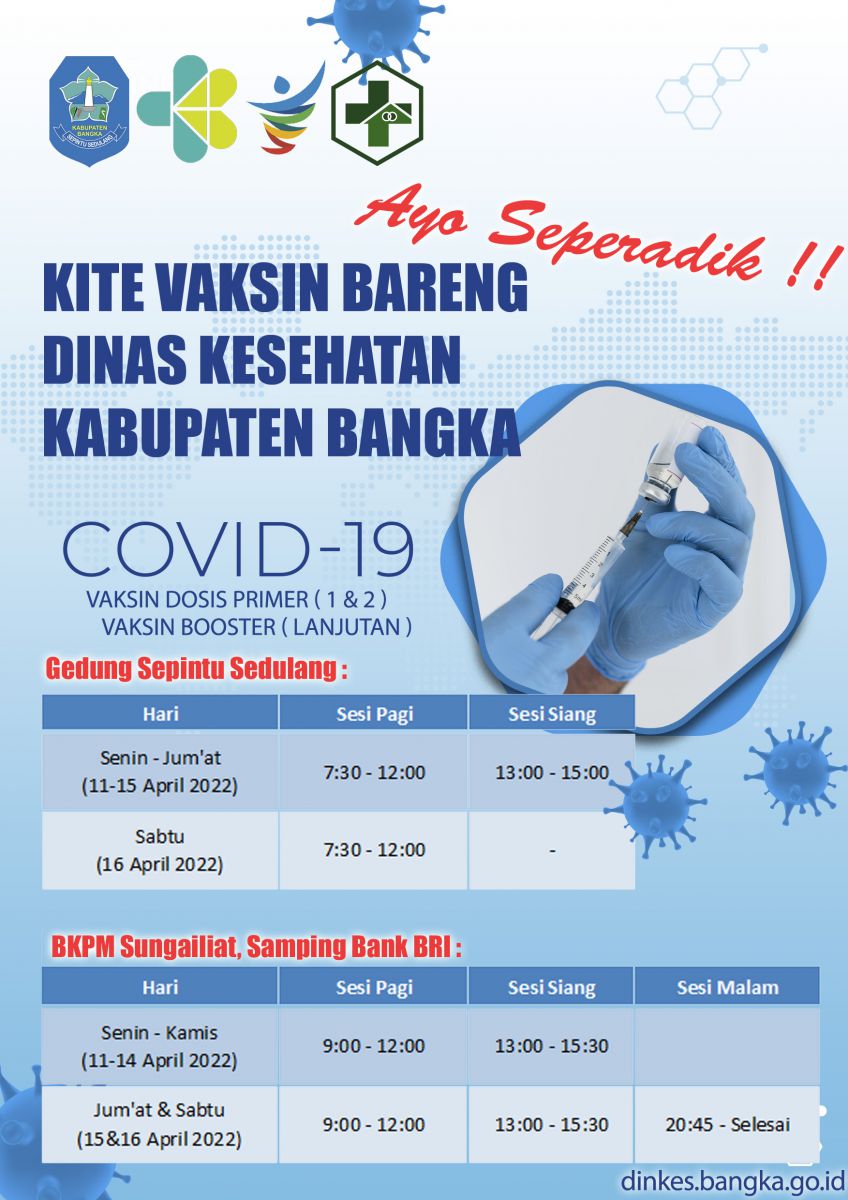 KABUPATEN
BANGKA
SEPINTU SEDULANG
Ayo Seperadik !!
KITE VAKSIN BARENG
DINAS KESEHATAN
KABUPATEN BANGKA
COVID-19
VAKSIN DOSIS PRIMER ( 1 & 2 )
VAKSIN BOOSTER ( LANJUTAN )
Gedung Sepintu Sedulang :
Hari Sesi Pagi Sesi Siang
Senin - Jum'at
(11-15 April 2022) 7:30 - 12:00 13:00 - 15:00
Sabtu
(16 April 2022) 7:30 - 12:00 -
BKPM Sungailiat, Samping Bank BRI :
Hari Sesi Pagi Sesi Siang Sesi Malam
Senin - Kamis
(11-14 April 2022) 9:00 - 12:00 13:00 - 15:30
Jum'at & Sabtu
(15&16 April 2022) 9:00 - 12:00 13:00 - 15:30 20:45 - Selesai
dinkes.bangka.go.id